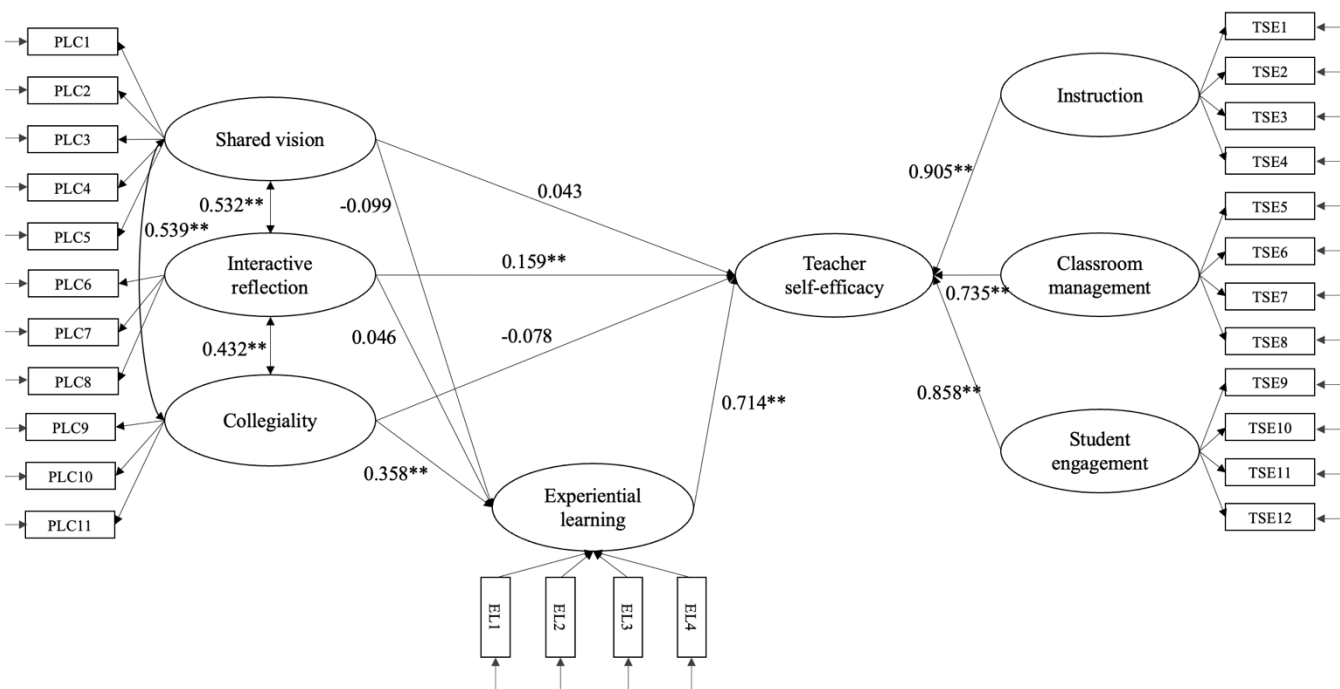 PLC1
PLC2
PLC3
PLC4
PLC5
PLC6
PLC7
PLC8
PLC9
PLC10
PLC11
Shared vision
0.532**
0.539**
Interactive
reflection
0.432**
Collegiality
-0.099
0.043
0.159**
0.046
-0.078
0.358**
Experiential
learning
EL1
EL2
EL3
EL4
0.714**
Teacher
self-efficacy
0.905**
0.735**
0.858**
Instruction
Classroom
management
Student
engagement
TSE1
TSE2
TSE3
TSE4
TSE5
TSE6
TSE7
TSE8
TSE9
TSE10
TSE11
TSE12